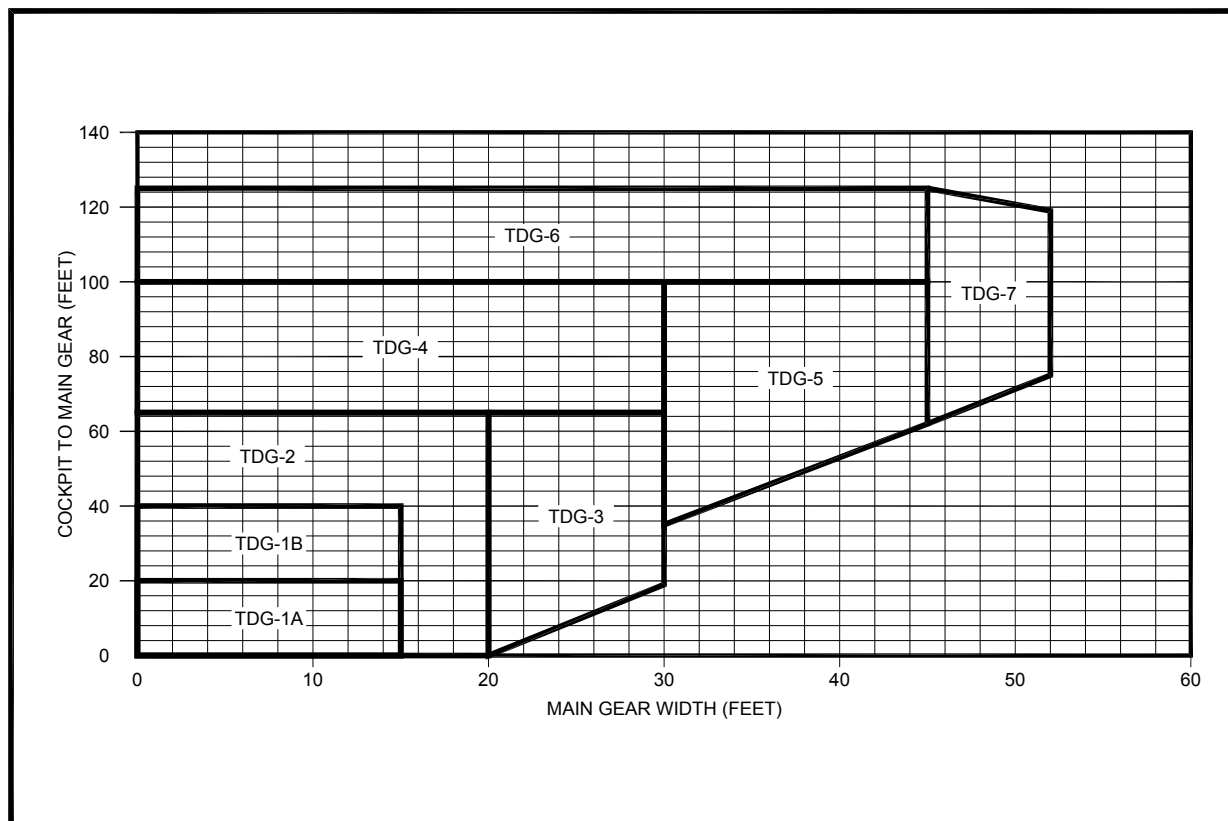 140
120
100
80
60
40
20
0
COCKPIT TO MAIN GEAR (FEET)
TDG-6
TDG-7
TDG-4
TDG-5
TDG-2
TDG-3
TDG-1B
TDG-1A
0 10 20 30 40 50 60
MAIN GEAR WIDTH (FEET)